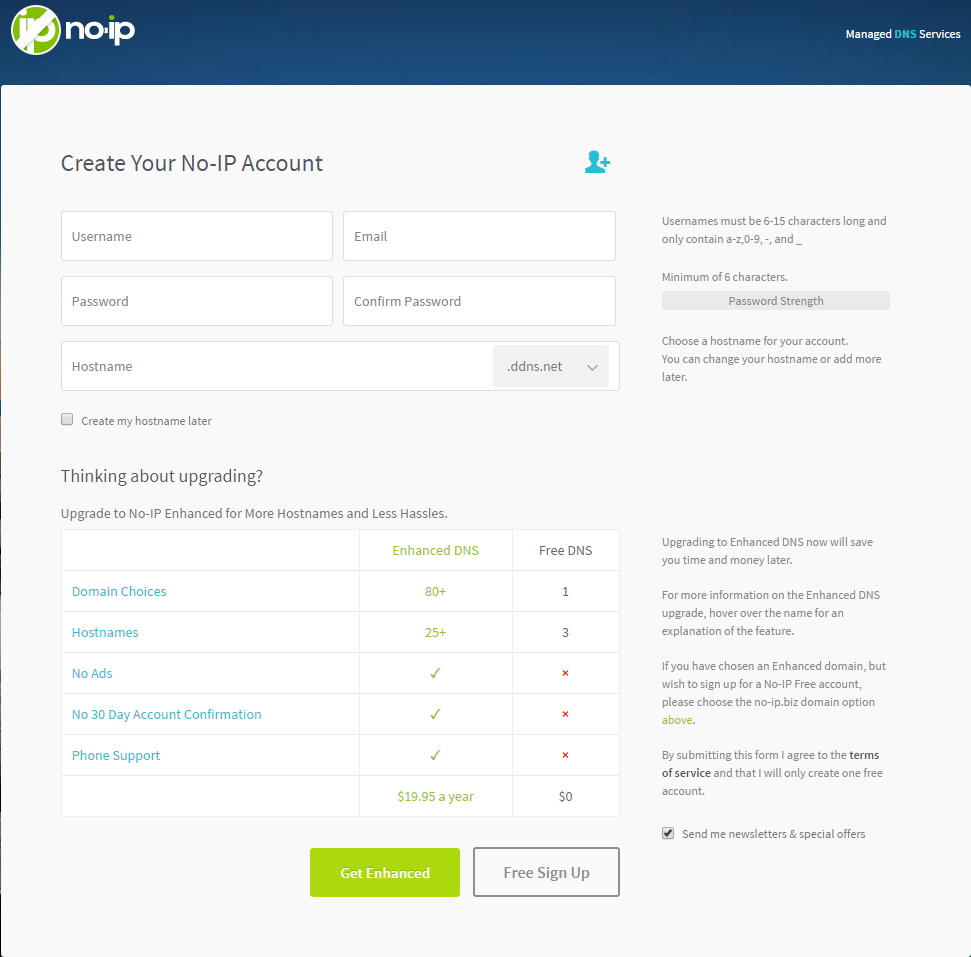 no-ip
Managed DNS Services
Create Your No-IP Account
Username
Email
Usernames must be 6-15 characters long and
only contain a-z,0-9, -, and _
Password
Confirm Password
Minimum of 6 characters.
Password Strength
Hostname
.ddns.net
Choose a hostname for your account.
You can change your hostname or add more
later.
Create my hostname later
Thinking about upgrading?
Upgrade to No-IP Enhanced for More Hostnames and Less Hassles.
Enhanced DNS Free DNS
Domain Choices 80+ 1
Hostnames 25+ 3
No Ads ✓ ×
No 30 Day Account Confirmation ✓ ×
Phone Support ✓ ×
$19.95 a year $0
Upgrading to Enhanced DNS now will save
you time and money later.
For more information on the Enhanced DNS
upgrade, hover over the name for an
explanation of the feature.
If you have chosen an Enhanced domain, but
wish to sign up for a No-IP Free account,
please choose the no-ip.biz domain option
above.
By submitting this form I agree to the terms
of service and that I will only create one free
account.
Send me newsletters & special offers
Get Enhanced
Free Sign Up